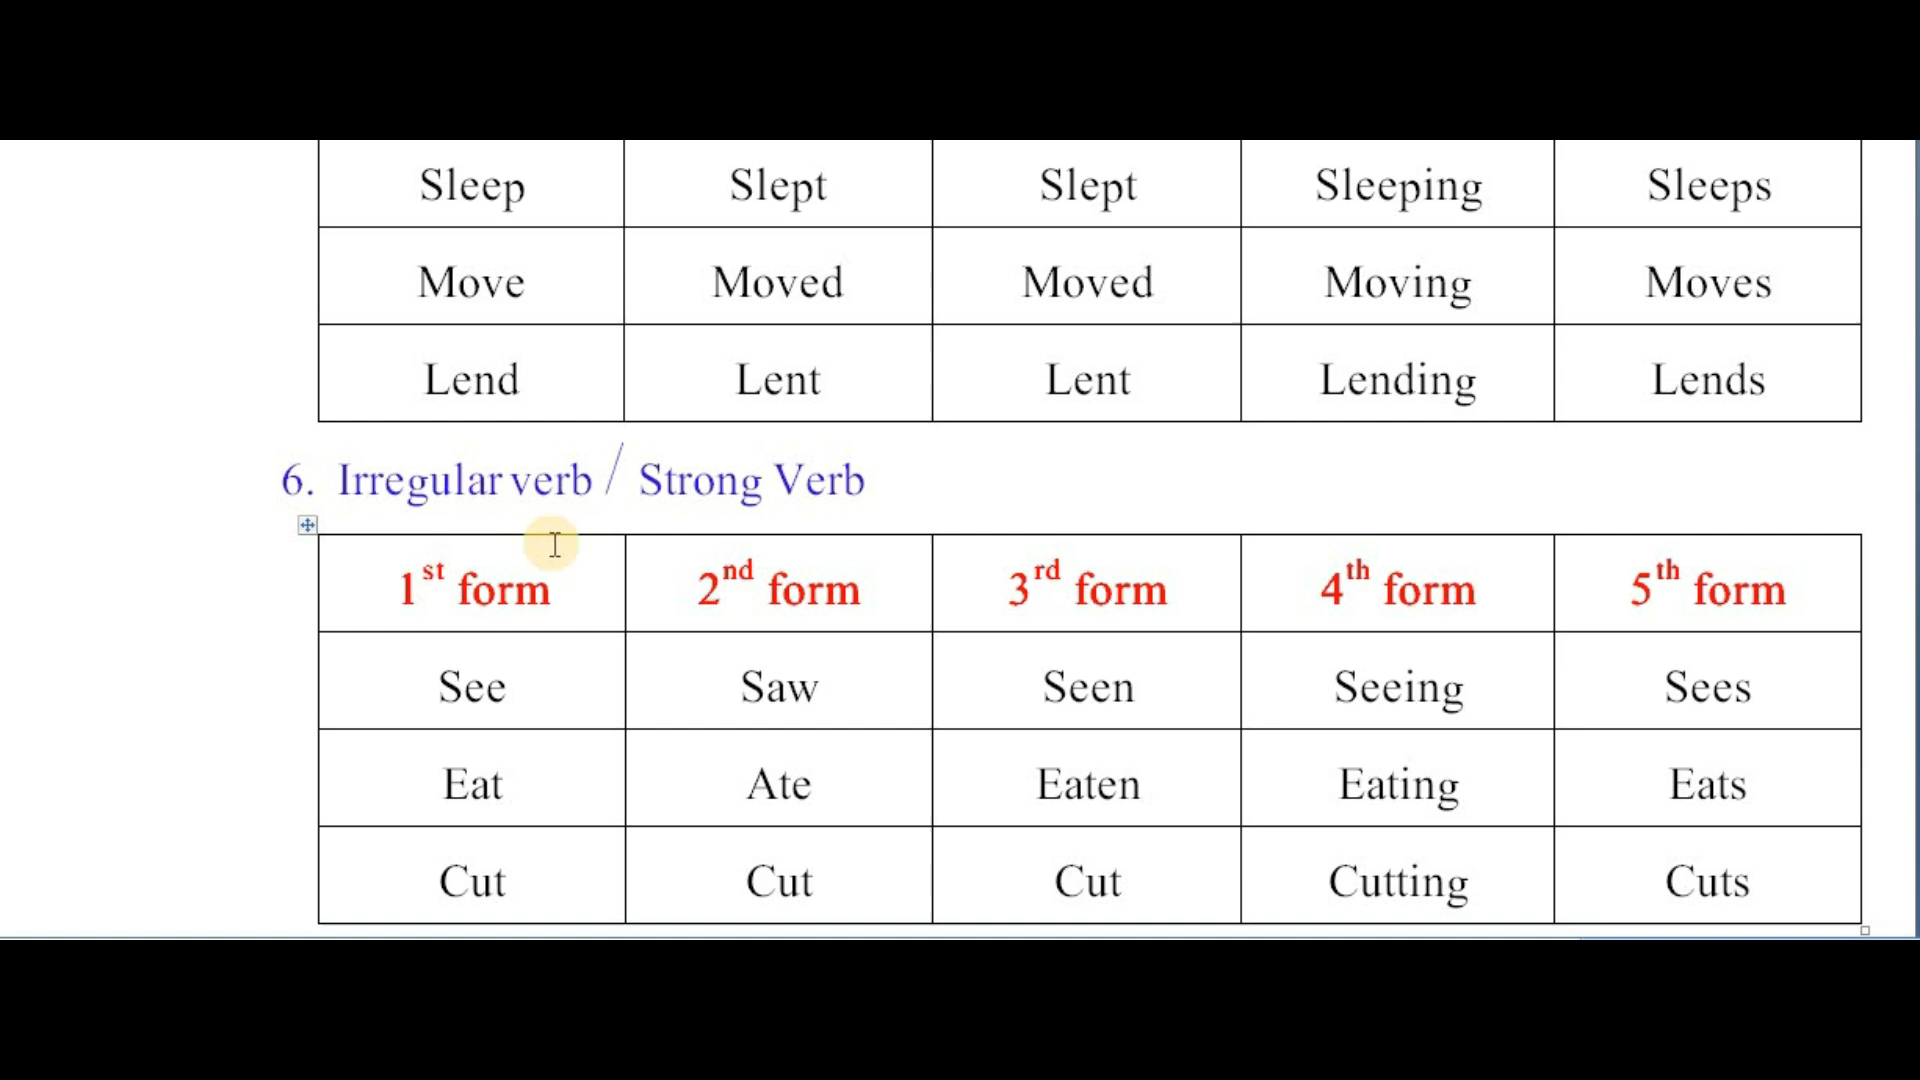 Sleep Slept Slept Sleeping Sleeps
Move Moved Moved Moving Moves
Lend Lent Lent Lending Lends
6. Irregular verb / Strong Verb
1st form 2nd form 3rd form 4th form 5th form
See Saw Seen Seeing Sees
Eat Ate Eaten Eating Eats
Cut Cut Cut Cutting Cuts